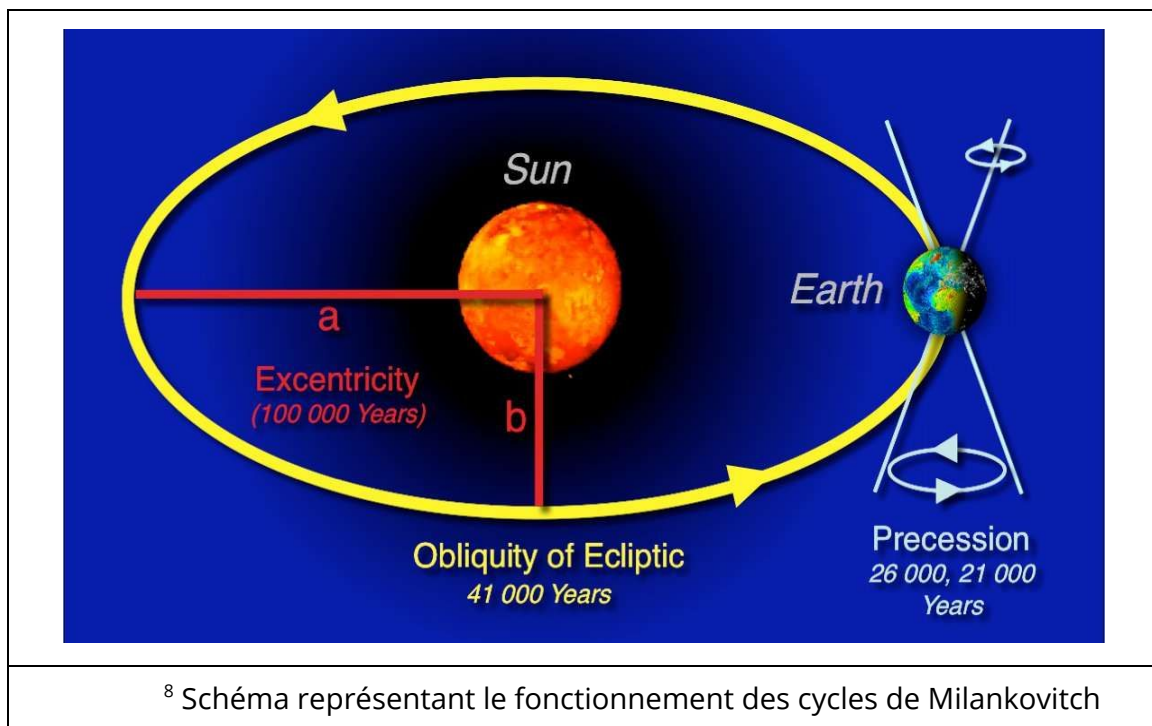 Sun
Earth
a
Excentricity
(100 000 Years)
b
Obliquity of Ecliptic
41 000 Years
Precession
26 000, 21 000
Years
⁸ Schéma représentant le fonctionnement des cycles de Milankovitch